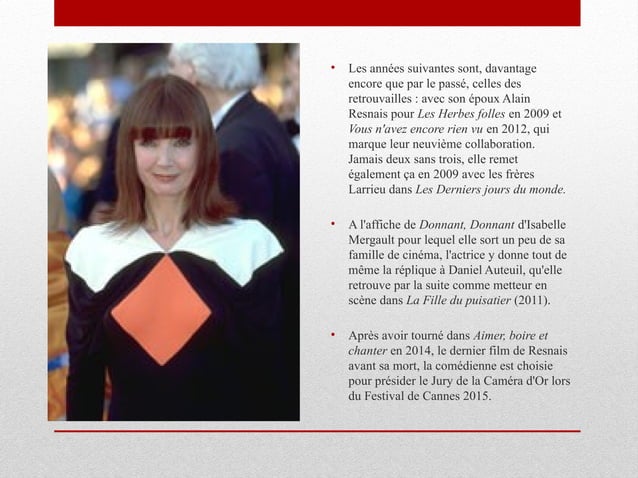 • Les années suivantes sont, davantage
encore que par le passé, celles des
retrouvailles : avec son époux Alain
Resnais pour Les Herbes folles en 2009 et
Vous n'avez encore rien vu en 2012, qui
marque leur neuvième collaboration.
Jamais deux sans trois, elle remet
également ça en 2009 avec les frères
Larrieu dans Les Derniers jours du monde.
• A l'affiche de Donnant, Donnant d'Isabelle
Mergault pour lequel elle sort un peu de sa
famille de cinéma, l'actrice y donne tout de
même la réplique à Daniel Auteuil, qu'elle
retrouve par la suite comme metteur en
scène dans La Fille du puisatier (2011).
• Après avoir tourné dans Aimer, boire et
chanter en 2014, le dernier film de Resnais
avant sa mort, la comédienne est choisie
pour présider le Jury de la Caméra d'Or lors
du Festival de Cannes 2015.